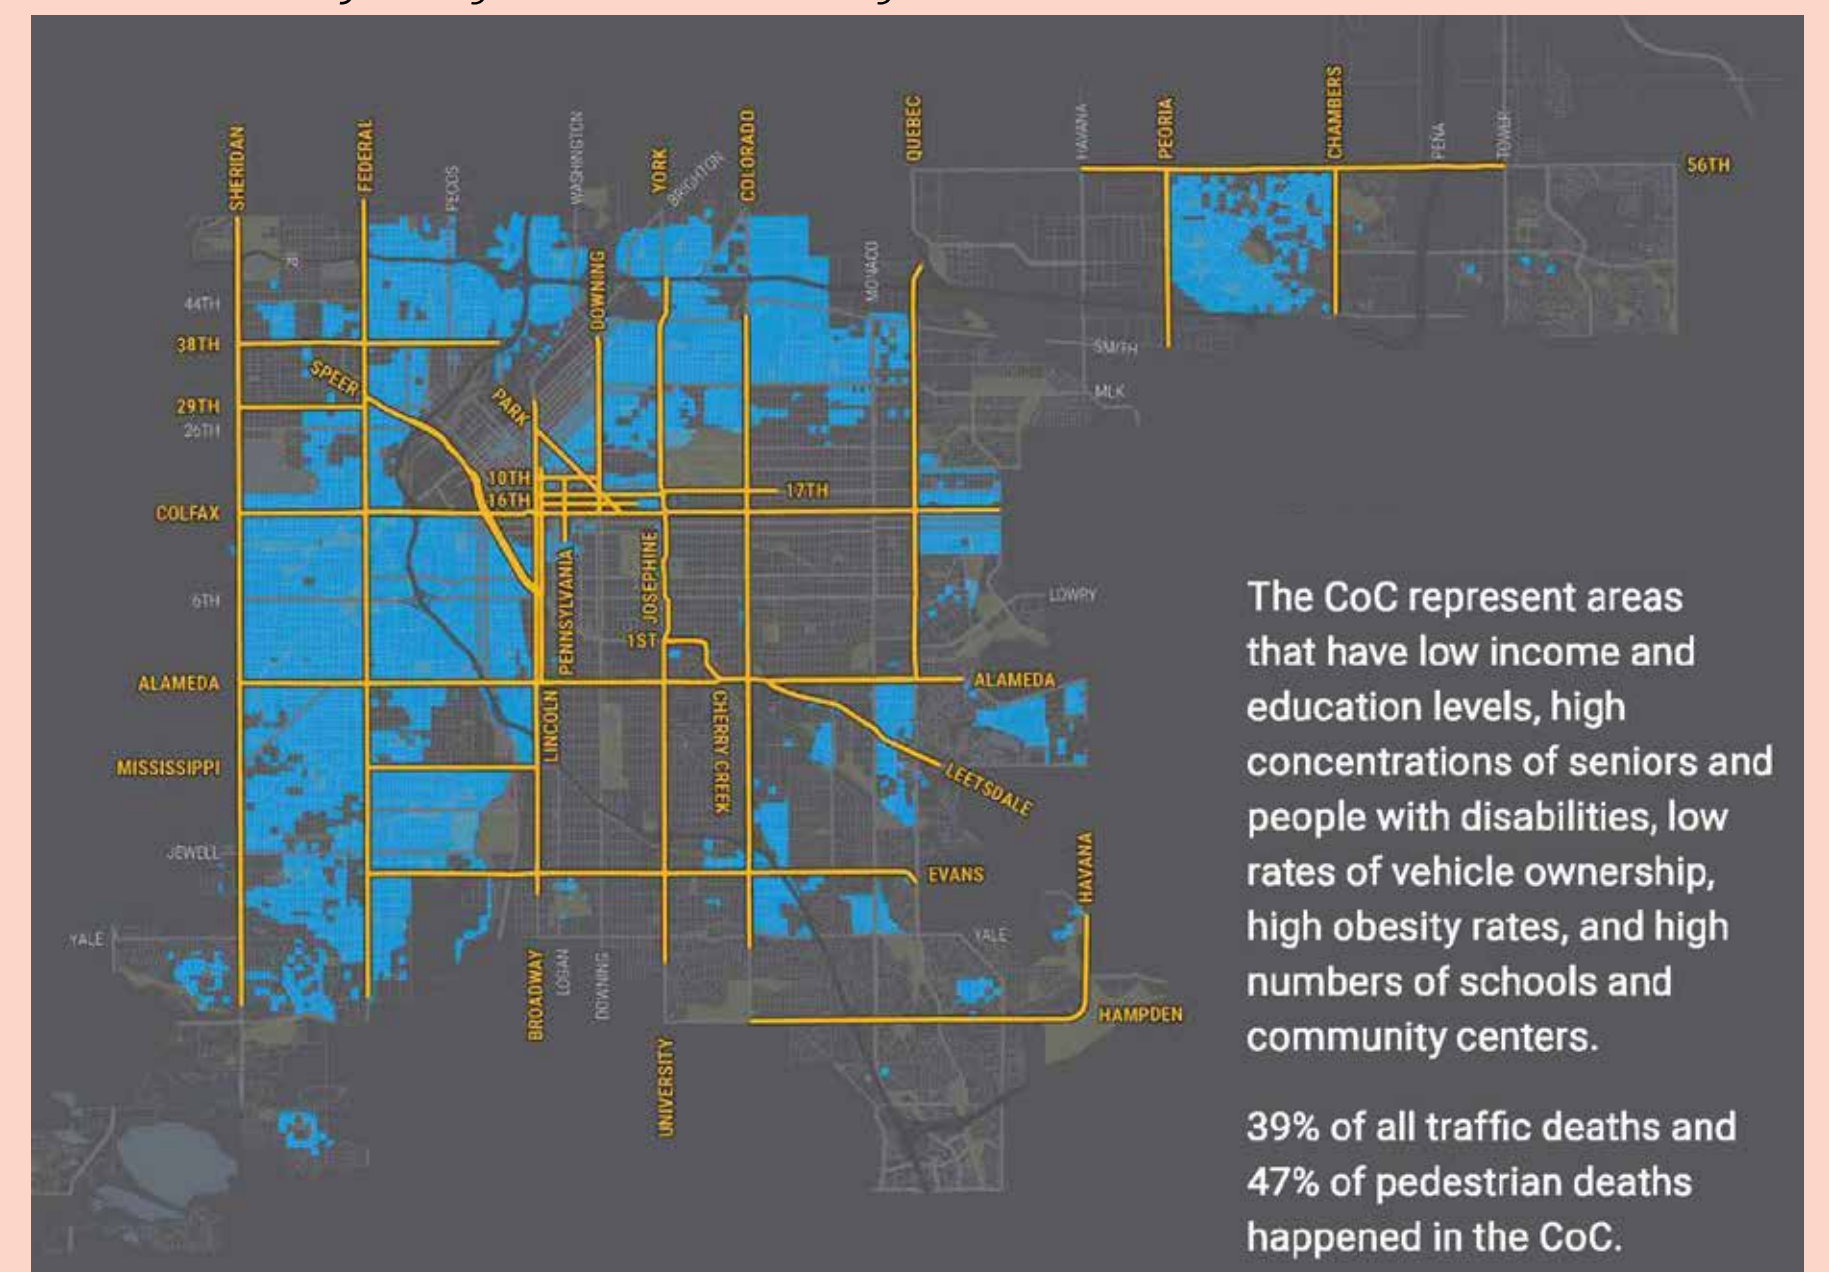 CHAMBERS
PEORIA
QUEBEC
HAVANA
PEÑA
TOWER
56TH
SHERIDAN
FEDERAL
PECOS
WASHINGTON
YORK
BRIGHTON
COLORADO
MONACO
DOWNING
70
44TH
38TH
SPEER
29TH
26TH
PARK
SMITH
MLK
10TH
16TH
17TH
COLFAX
JOSEPHINE
PENNSYLVANIA
6TH
LOWRY
1ST
ALAMEDA
ALAMEDA
LINCOLN
CHERRY CREEK
MISSISSIPPI
LEETSDALE
JEWELL
EVANS
HAVANA
YALE
YALE
BROADWAY
LOGAN
DOWNING
HAMPDEN
UNIVERSITY
The CoC represent areas
that have low income and
education levels, high
concentrations of seniors and
people with disabilities, low
rates of vehicle ownership,
high obesity rates, and high
numbers of schools and
community centers.
39% of all traffic deaths and
47% of pedestrian deaths
happened in the CoC.